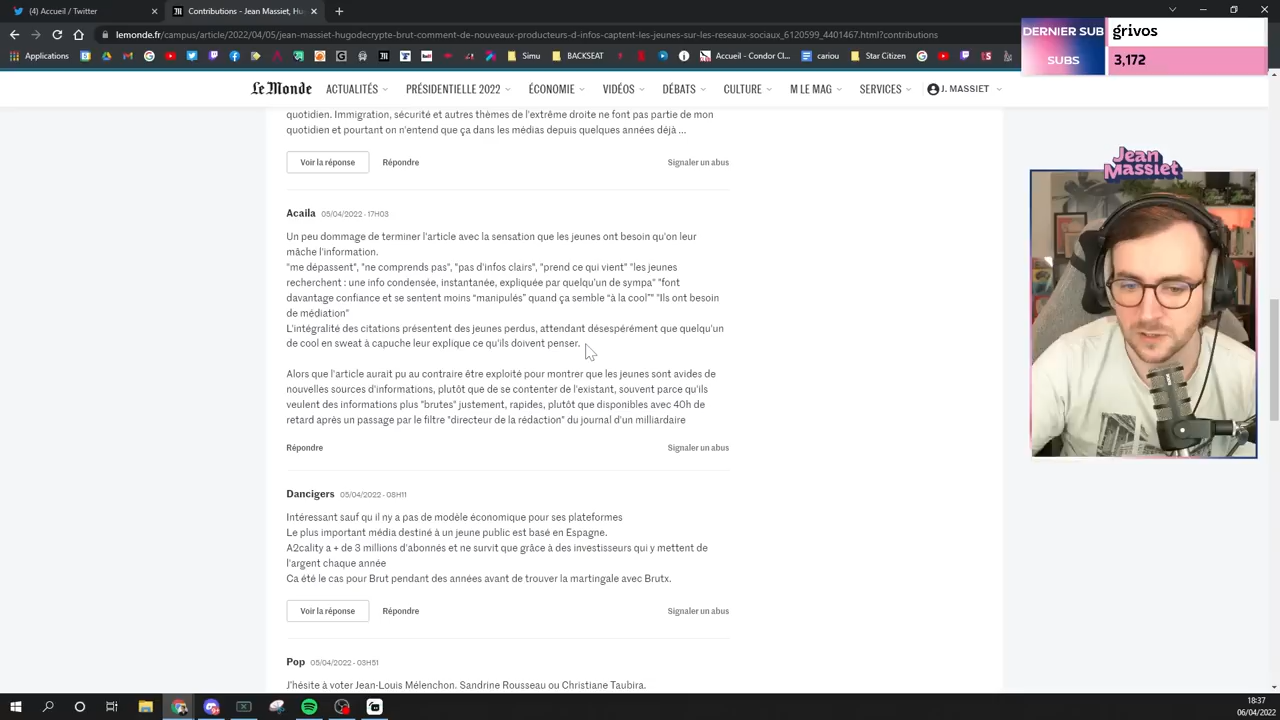 (4) Accueil / Twitter
Contributions - Jean Massiet, Hu
lemonde.fr/campus/article/2022/04/05/jean-massiet-hugodecrypte-brut-comment-de-nouveaux-producteurs-d-infos-captent-les-jeunes-sur-les-reseaux-sociaux_6120599_4401467.html?contributions
Applications
Simu
BACKSEAT
Accueil - Condor Cl...
cariou
Star Citizen
DERNIER SUB
grivos
SUBS
3,172
Le Monde
ACTUALITÉS
PRÉSIDENTIELLE 2022
ÉCONOMIE
VIDÉOS
DÉBATS
CULTURE
M LE MAG
SERVICES
J. MASSIET
quotidien. Immigration, sécurité et autres thèmes de l'extrême droite ne font pas partie de mon
quotidien et pourtant on n'entend que ça dans les médias depuis quelques années déjà ...
Voir la réponse
Répondre
Signaler un abus
Jean
Massiet
Acaila 05/04/2022 - 17H03
Un peu dommage de terminer l'article avec la sensation que les jeunes ont besoin qu'on leur
mâche l'information.
"me dépassent", "ne comprends pas", "pas d'infos clairs", "prend ce qui vient" "les jeunes
recherchent : une info condensée, instantanée, expliquée par quelqu'un de sympa" "font
davantage confiance et se sentent moins “manipulés” quand ça semble “à la cool”" "Ils ont besoin
de médiation"
L'intégralité des citations présentent des jeunes perdus, attendant désespérément que quelqu'un
de cool en sweat à capuche leur explique ce qu'ils doivent penser.
Alors que l'article aurait pu au contraire être exploité pour montrer que les jeunes sont avides de
nouvelles sources d'informations, plutôt que de se contenter de l'existant, souvent parce qu'ils
veulent des informations plus "brutes" justement, rapides, plutôt que disponibles avec 40h de
retard après un passage par le filtre "directeur de la rédaction" du journal d'un milliardaire
Répondre
Signaler un abus
Dancigers 05/04/2022 - 08H11
Intéressant sauf qu il ny a pas de modèle économique pour ses plateformes
Le plus important média destiné à un jeune public est basé en Espagne.
A2cality a + de 3 millions d'abonnés et ne survit que grâce à des investisseurs qui y mettent de
l'argent chaque année
Ca été le cas pour Brut pendant des années avant de trouver la martingale avec Brutx.
Voir la réponse
Répondre
Signaler un abus
Pop 05/04/2022 - 03H51
J'hésite à voter Jean-Louis Mélenchon, Sandrine Rousseau ou Christiane Taubira.
18:37
06/04/2022